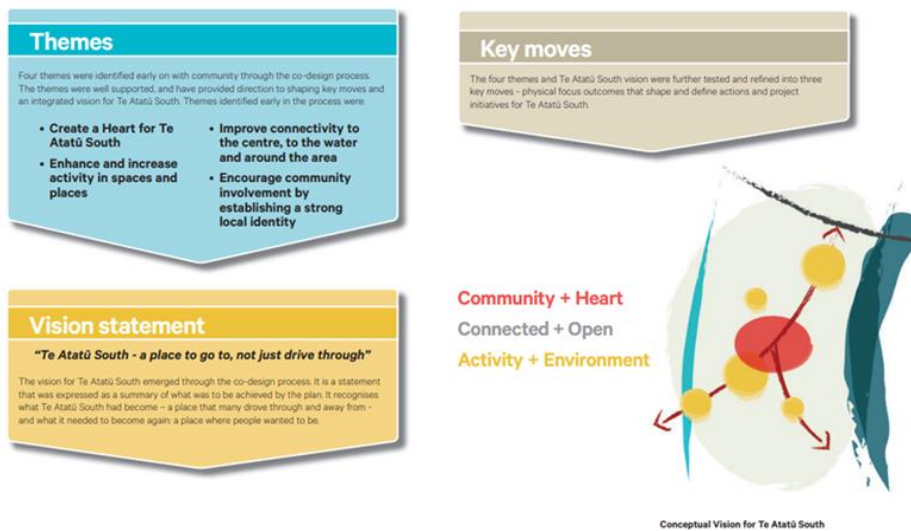 Themes
Four themes were identified early on with community through the co-design process.
The themes were well supported, and have provided direction to shaping key moves and
an integrated vision for Te Atatū South. Themes identified early in the process were:
• Create a Heart for Te
Atatū South
• Enhance and increase
activity in spaces and
places
• Improve connectivity to
the centre, to the water
and around the area
• Encourage community
involvement by
establishing a strong
local identity
Vision statement
“Te Atatū South - a place to go to, not just drive through”
The vision for Te Atatū South emerged through the co-design process. It is a statement
that was expressed as a summary of what was to be achieved by the plan. It recognises
what Te Atatū South had become – a place that many drove through and away from -
and what it needed to become again; a place where people wanted to be.
Key moves
The four themes and Te Atatū South vision were further tested and refined into three
key moves - physical focus outcomes that shape and define actions and project
initiatives for Te Atatū South.
Community + Heart
Connected + Open
Activity + Environment
Conceptual Vision for Te Atatū South